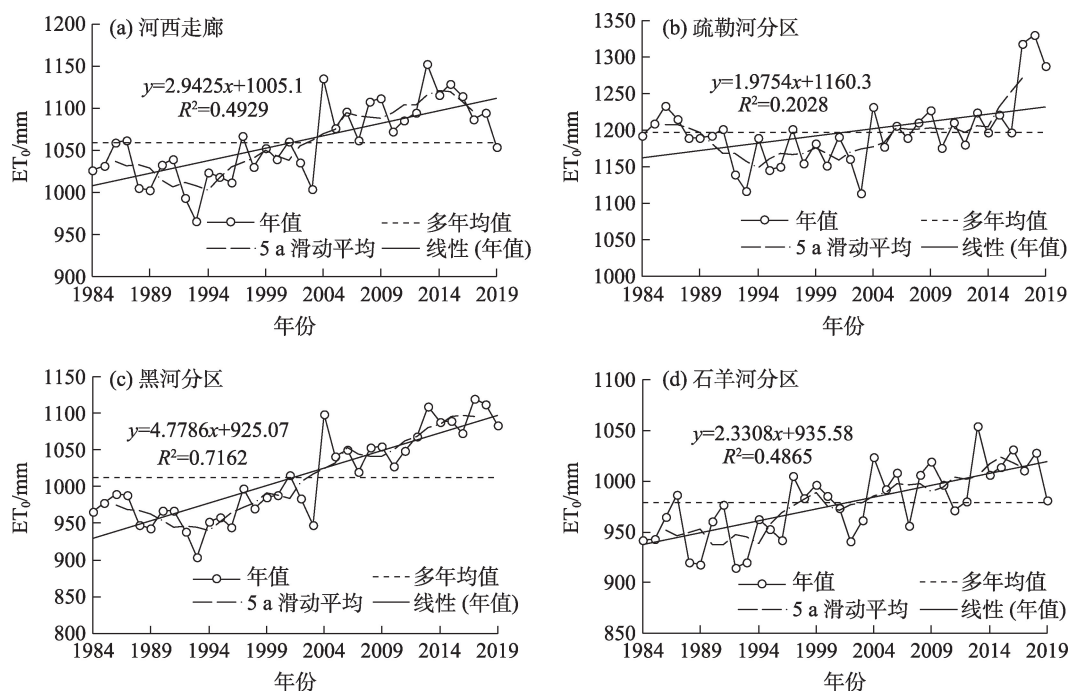 (a) 河西走廊
y=2.9425x+1005.1
R²=0.4929
ET₀/mm
1200
1150
1100
1050
1000
950
900
年值
多年均值
5 a 滑动平均
线性 (年值)
1984 1989 1994 1999 2004 2009 2014 2019
年份
(b) 疏勒河分区
y=1.9754x+1160.3
R²=0.2028
ET₀/mm
1350
1300
1250
1200
1150
1100
1150
1000
年值
多年均值
5 a 滑动平均
线性 (年值)
1984 1989 1994 1999 2004 2009 2014 2019
年份
(c) 黑河分区
y=4.7786x+925.07
R²=0.7162
ET₀/mm
1150
1100
1050
1000
950
900
850
800
年值
多年均值
5 a 滑动平均
线性 (年值)
1984 1989 1994 1999 2004 2009 2014 2019
年份
(d) 石羊河分区
y=2.3308x+935.58
R²=0.4865
ET₀/mm
1100
1050
1000
950
900
850
年值
多年均值
5 a 滑动平均
线性 (年值)
1984 1989 1994 1999 2004 2009 2014 2019
年份